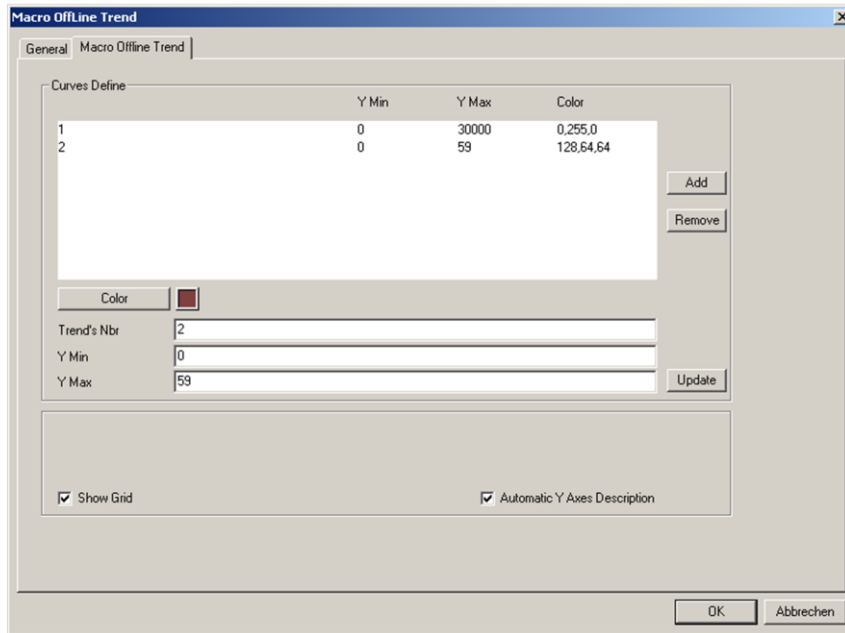 Macro OffLine Trend
General Macro Offline Trend
Curves Define
Y Min Y Max Color
1 0 30000 0,255,0
2 0 59 128,64,64
Add
Remove
Color
Trend's Nbr 2
Y Min 0
Y Max 59 Update
Show Grid Automatic Y Axes Description
OK Abbrechen